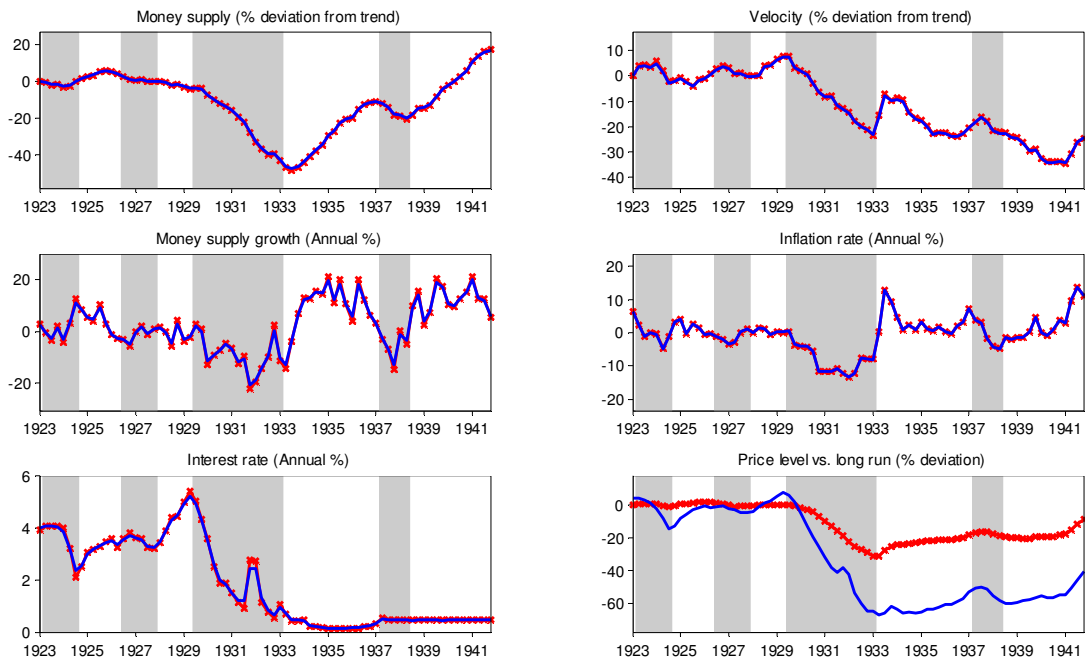 Money supply (% deviation from trend)
20
0
-20
-40
1923 1925 1927 1929 1931 1933 1935 1937 1939 1941
Velocity (% deviation from trend)
10
0
-10
-20
-30
-40
1923 1925 1927 1929 1931 1933 1935 1937 1939 1941
Money supply growth (Annual %)
20
0
-20
1923 1925 1927 1929 1931 1933 1935 1937 1939 1941
Inflation rate (Annual %)
20
10
0
-10
-20
1923 1925 1927 1929 1931 1933 1935 1937 1939 1941
Interest rate (Annual %)
6
4
2
0
1923 1925 1927 1929 1931 1933 1935 1937 1939 1941
Price level vs. long run (% deviation)
0
-20
-40
-60
1923 1925 1927 1929 1931 1933 1935 1937 1939 1941